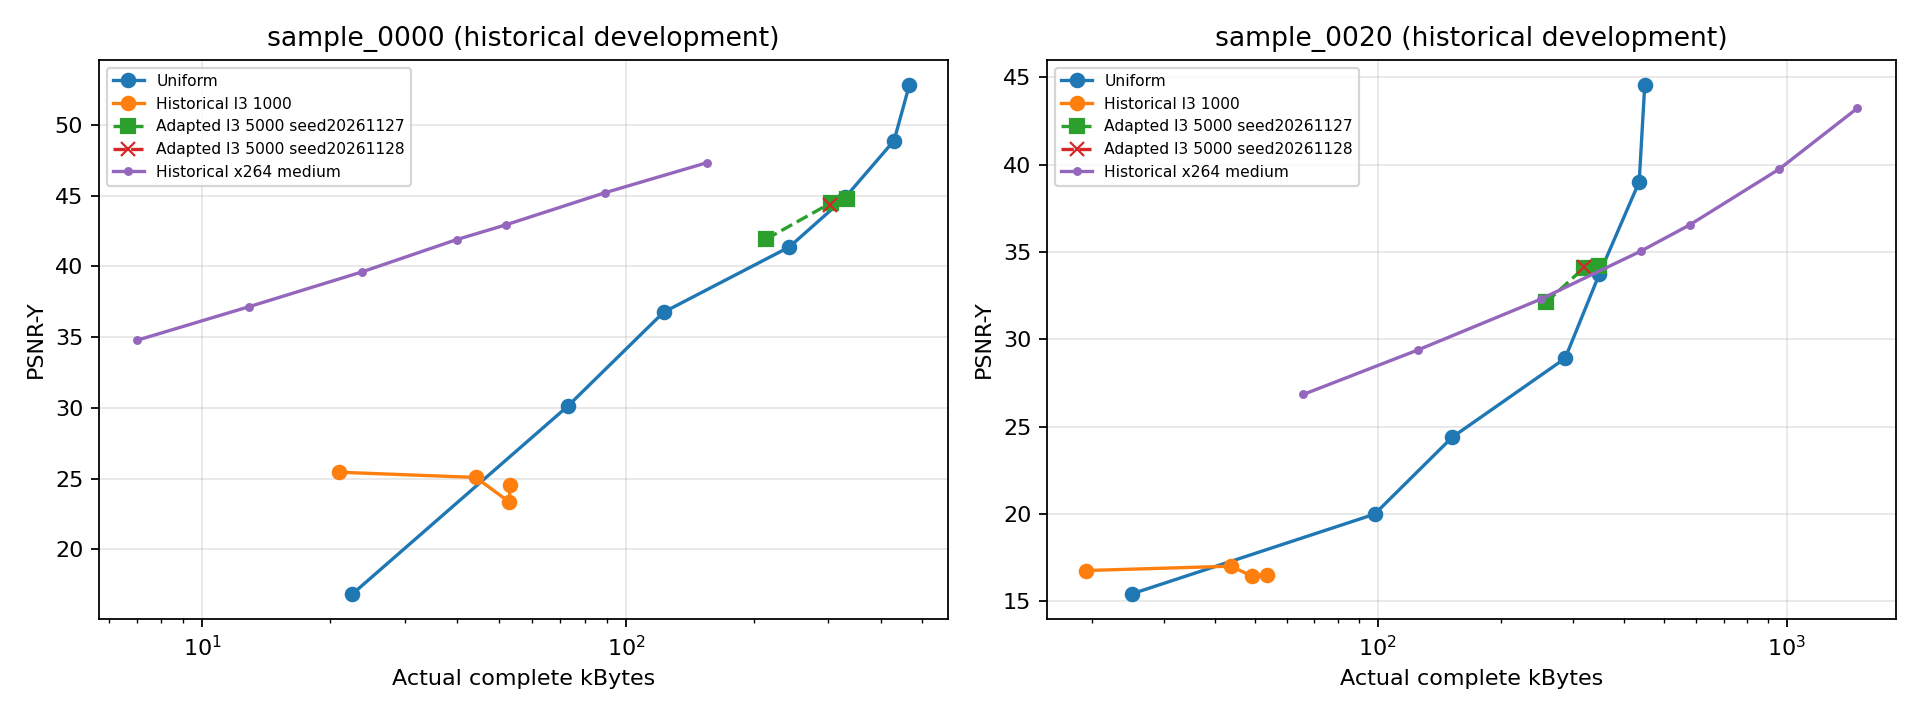 sample_0000 (historical development)
Uniform
Historical I3 1000
Adapted I3 5000 seed20261127
Adapted I3 5000 seed20261128
Historical x264 medium
PSNR-Y
50
45
40
35
30
25
20
10¹
10²
Actual complete kBytes
sample_0020 (historical development)
Uniform
Historical I3 1000
Adapted I3 5000 seed20261127
Adapted I3 5000 seed20261128
Historical x264 medium
PSNR-Y
45
40
35
30
25
20
15
10²
10³
Actual complete kBytes